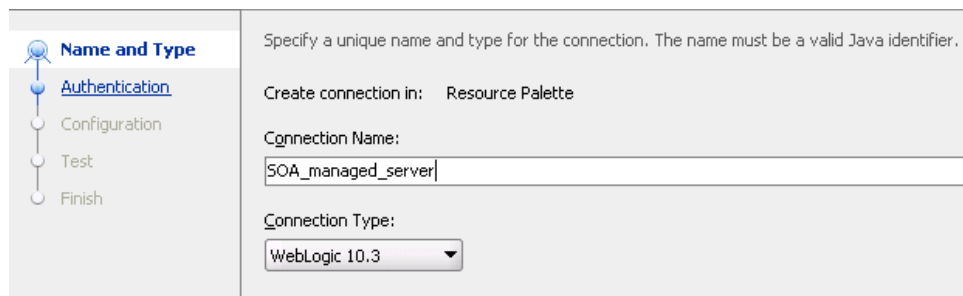 Name and Type
Authentication
Configuration
Test
Finish
Specify a unique name and type for the connection. The name must be a valid Java identifier.
Create connection in: Resource Palette
Connection Name:
SOA_managed_server
Connection Type:
WebLogic 10.3